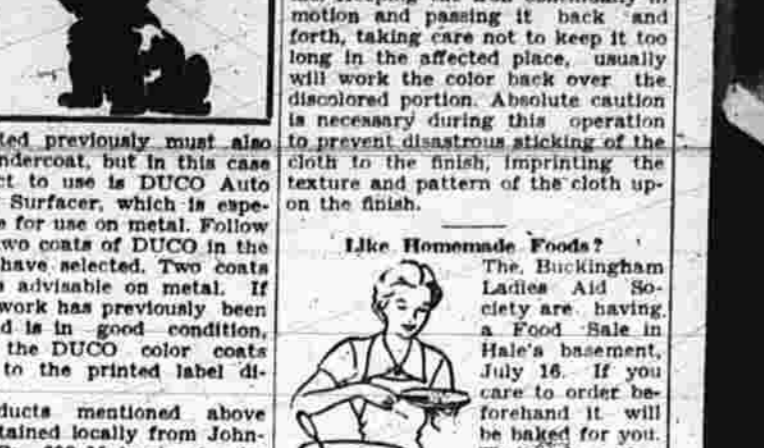 ted previously must also
ndercoat, but in this case
ct to use is DUCO Auto
Surfacer, which is espe-
s for use on metal. Follow
wo coats of DUCO in the
have selected. Two coats
s advisable on metal. If
work has previously been
d is in good condition,
the DUCO color coats
to the printed label di-
ducts mentioned above
tained locally from John-
motion and passing it back and
forth, taking care not to keep it too
long in the affected place, usually
will work the color back over the
discolored portion. Absolute caution
is necessary during this operation
to prevent disastrous sticking of the
cloth to the finish, imprinting the
texture and pattern of the cloth up-
on the finish.
Like Homemade Foods?
The Buckingham
Ladies Aid So-
ciety are having
a Food Sale in
Hale's basement,
July 16. If you
care to order be-
forehand it will
be baked for you.